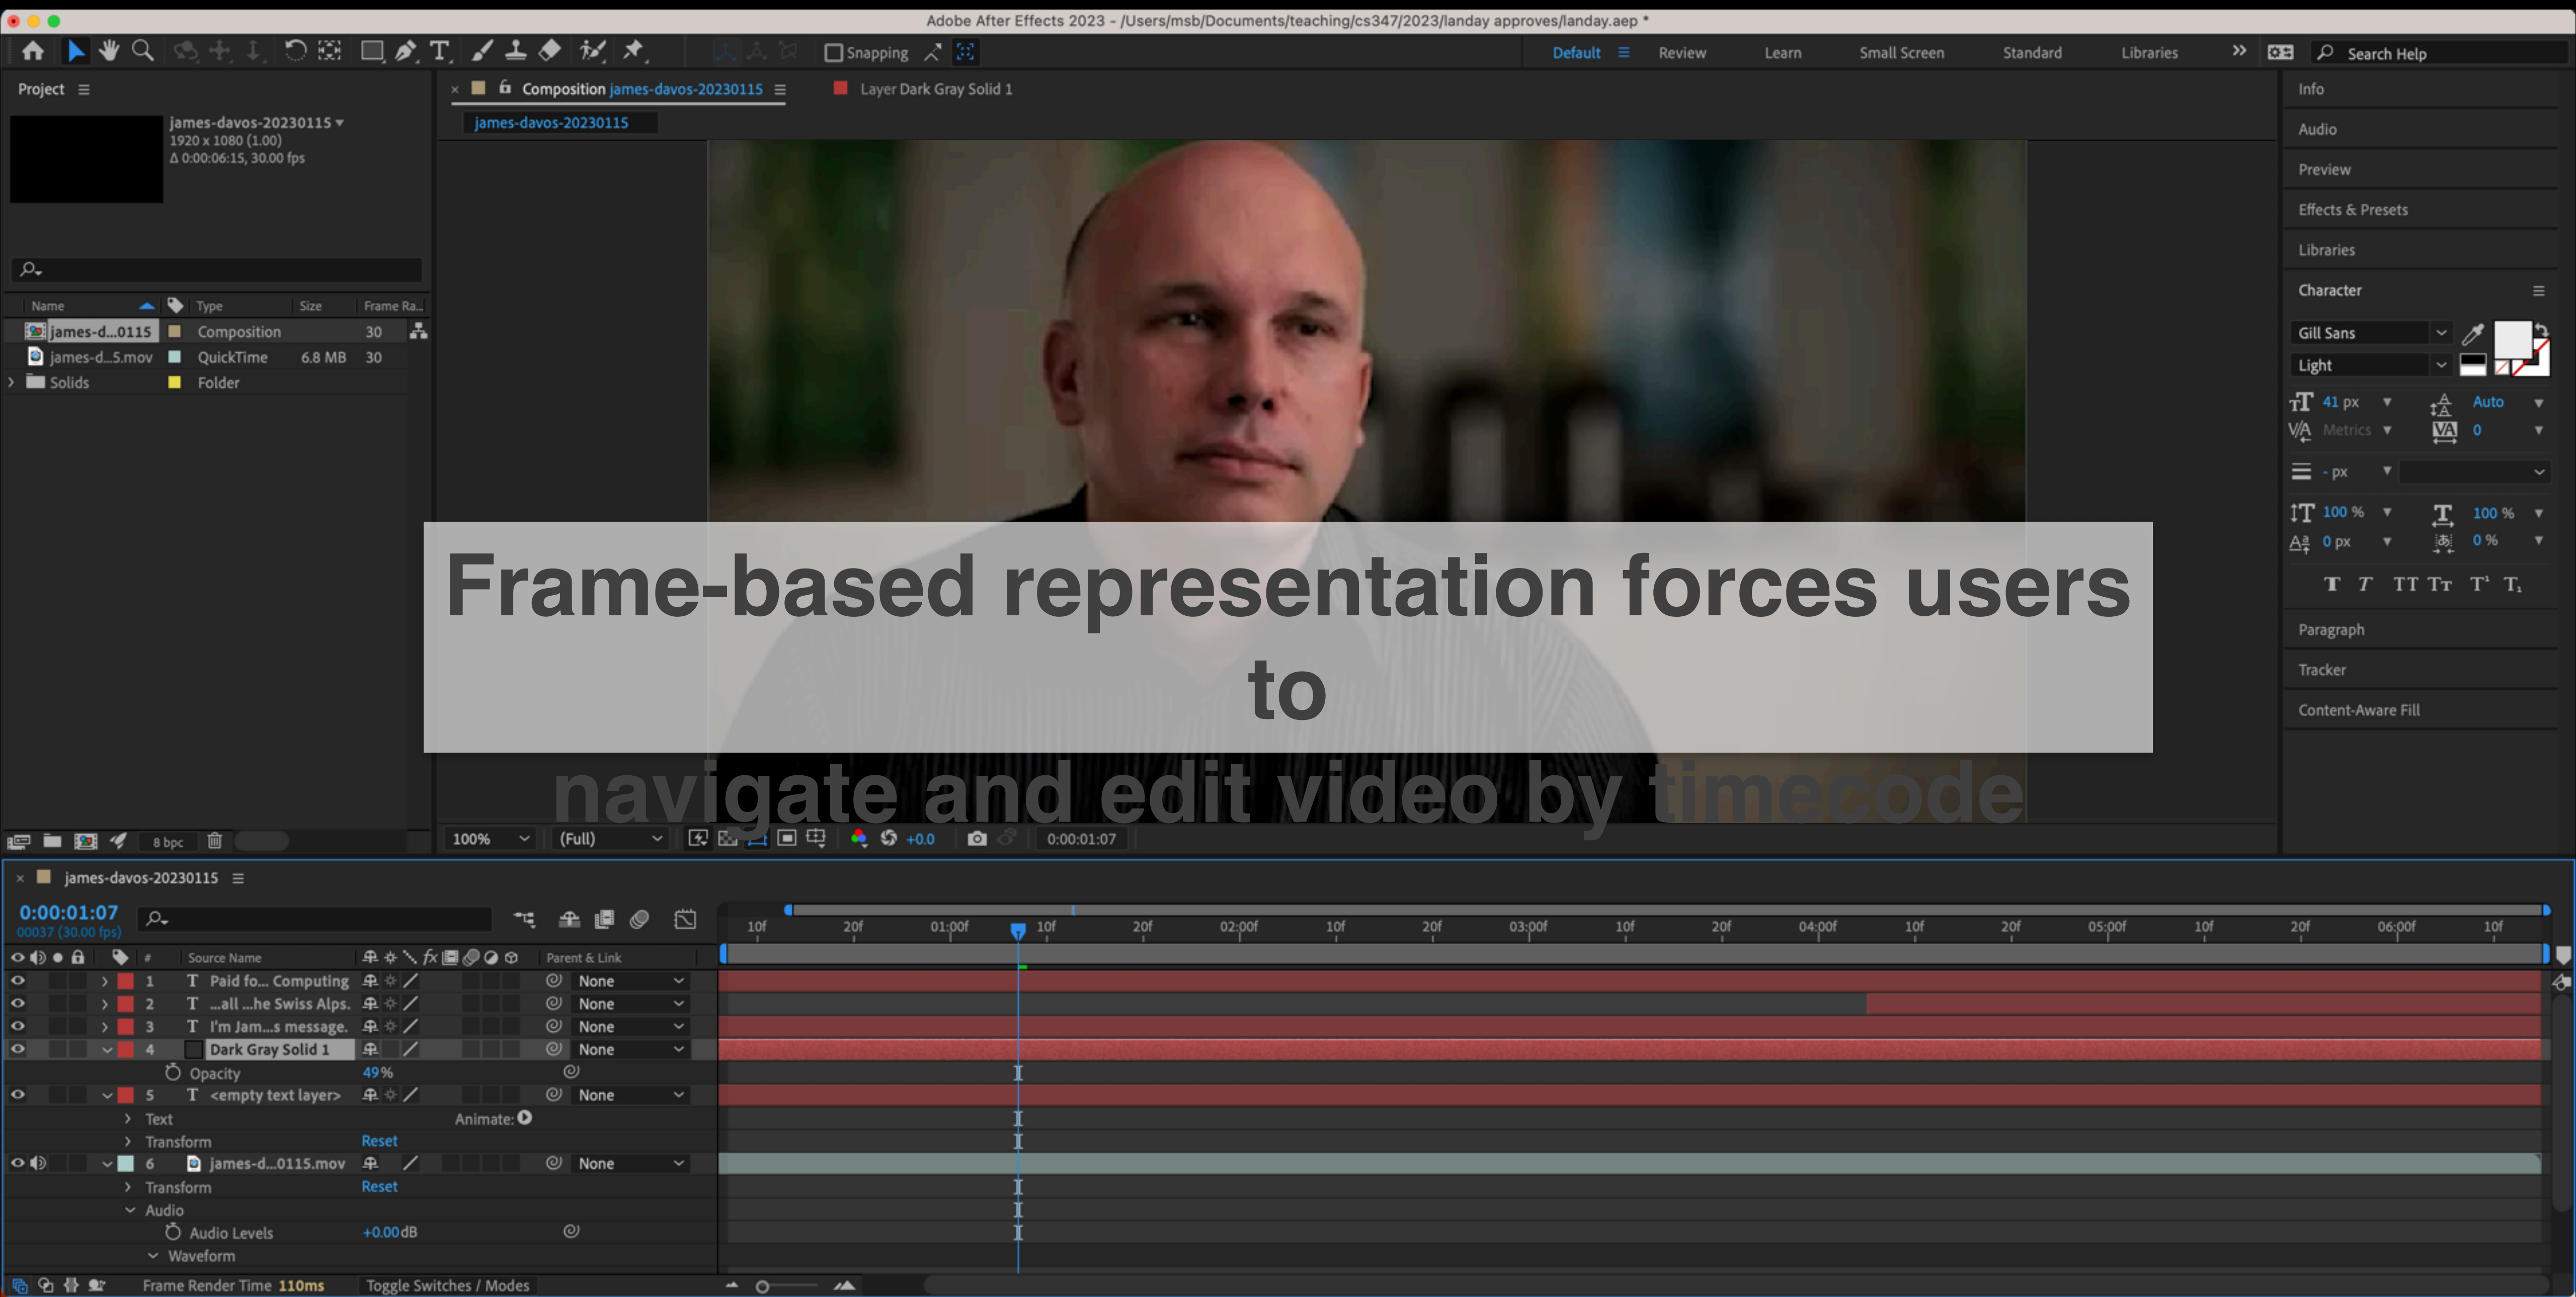 Adobe After Effects 2023 - /Users/msb/Documents/teaching/cs347/2023/landay approves/landay.aep *
Snapping
Default
Review
Learn
Small Screen
Standard
Libraries
Search Help
Project
james-davos-20230115
1920 x 1080 (1.00)
Δ 0:00:06:15, 30.00 fps
Name Type Size Frame Ra...
james-d...0115 Composition 30
james-d...5.mov QuickTime 6.8 MB 30
Solids Folder
8 bpc
Composition james-davos-20230115
Layer Dark Gray Solid 1
james-davos-20230115
Frame-based representation forces users
to
navigate and edit video by timecode
100% (Full) +0.0 0:00:01:07
Info
Audio
Preview
Effects & Presets
Libraries
Character
Gill Sans
Light
41 px Auto
Metrics 0
- px
100 % 100 %
0 px 0 %
T T TT Tt T¹ T₁
Paragraph
Tracker
Content-Aware Fill
james-davos-20230115
0:00:01:07
00037 (30.00 fps)
10f 20f 01:00f 10f 20f 02:00f 10f 20f 03:00f 10f 20f 04:00f 10f 20f 05:00f 10f 20f 06:00f 10f
# Source Name fx Parent & Link
1 T Paid fo... Computing None
2 T ...all ...he Swiss Alps. None
3 T I'm Jam...s message. None
4 Dark Gray Solid 1 None
Opacity 49%
5 T <empty text layer> None
Text Animate:
Transform Reset
6 james-d...0115.mov None
Transform Reset
Audio
Audio Levels +0.00dB
Waveform
Frame Render Time 110ms Toggle Switches / Modes